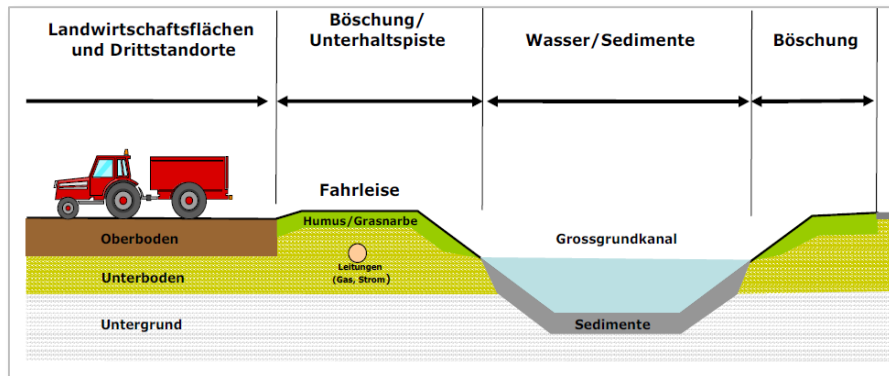 Landwirtschaftsflächen
und Drittstandorte
Böschung/
Unterhaltspiste
Wasser/Sedimente
Böschung
Fahrleise
Humus/Grasnarbe
Oberboden
Grossgrundkanal
Leitungen
(Gas, Strom)
Unterboden
Untergrund
Sedimente